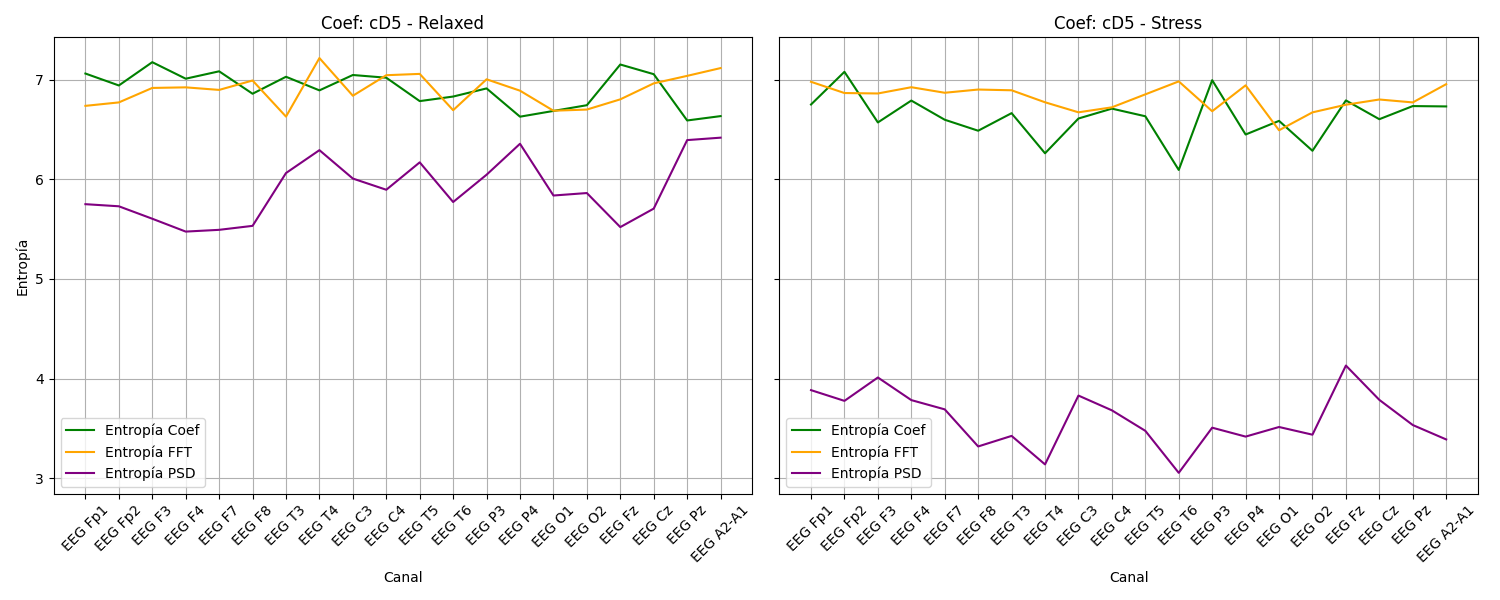 Coef: cD5 - Relaxed
Entropía
7
6
5
4
3
Entropía Coef
Entropía FFT
Entropía PSD
EEG Fp1
EEG Fp2
EEG F3
EEG F4
EEG F7
EEG F8
EEG T3
EEG T4
EEG C3
EEG C4
EEG T5
EEG T6
EEG P3
EEG P4
EEG O1
EEG O2
EEG Fz
EEG Cz
EEG Pz
EEG A2-A1
Canal
Coef: cD5 - Stress
Entropía Coef
Entropía FFT
Entropía PSD
EEG Fp1
EEG Fp2
EEG F3
EEG F4
EEG F7
EEG F8
EEG T3
EEG T4
EEG C3
EEG C4
EEG T5
EEG T6
EEG P3
EEG P4
EEG O1
EEG O2
EEG Fz
EEG Cz
EEG Pz
EEG A2-A1
Canal